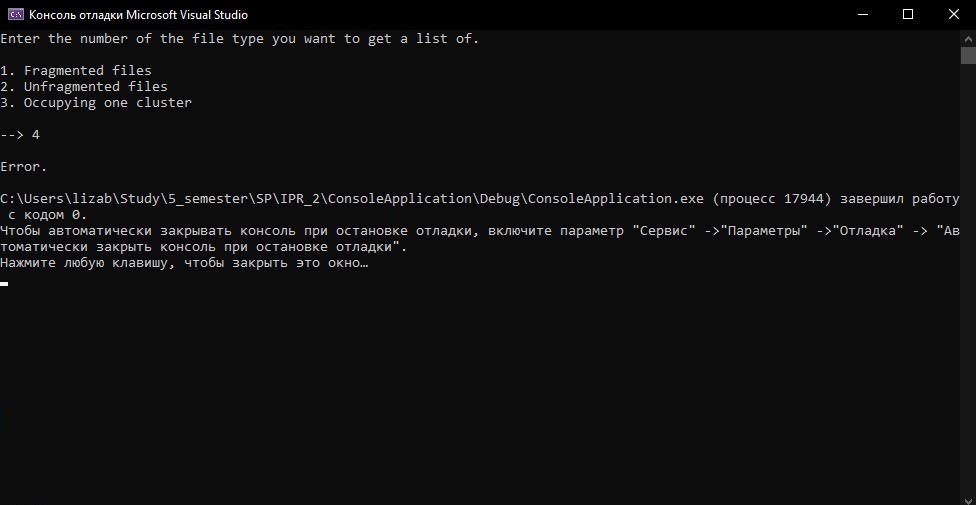 Консоль отладки Microsoft Visual Studio
Enter the number of the file type you want to get a list of.
1. Fragmented files
2. Unfragmented files
3. Occupying one cluster
--> 4
Error.
C:\Users\lizab\Study\5_semester\SP\IPR_2\ConsoleApplication\Debug\ConsoleApplication.exe (процесс 17944) завершил работу
с кодом 0.
Чтобы автоматически закрывать консоль при остановке отладки, включите параметр "Сервис" ->"Параметры" ->"Отладка" -> "Ав
томатически закрыть консоль при остановке отладки".
Нажмите любую клавишу, чтобы закрыть это окно…